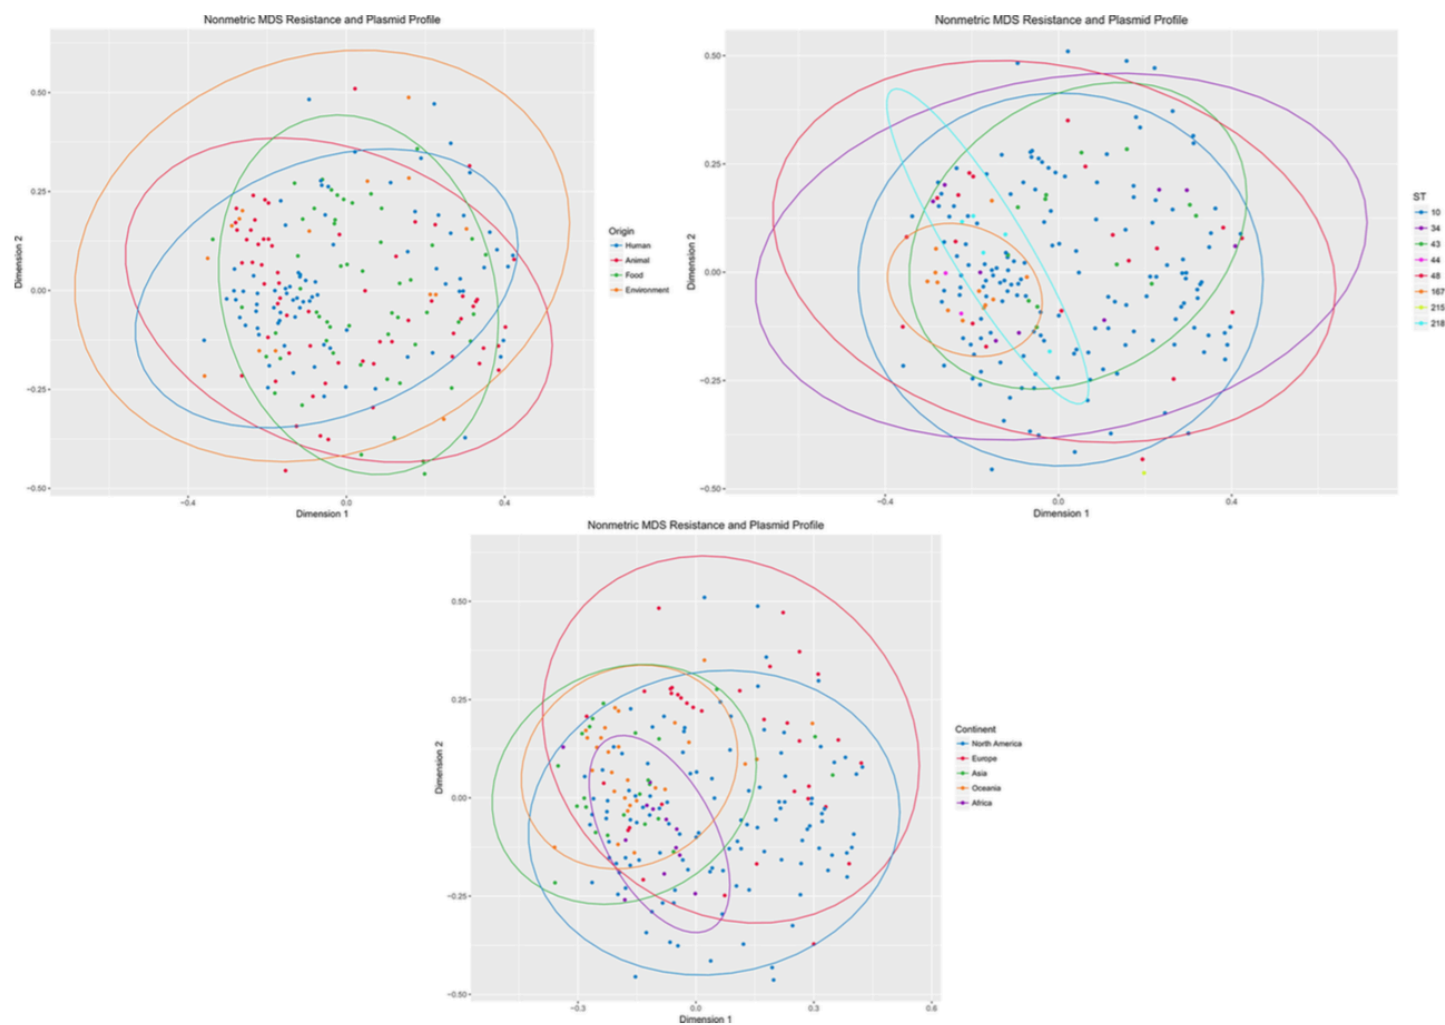 Nonmetric MDS Resistance and Plasmid Profile
0.50
0.25
0.00
−0.25
−0.50
Dimension 2
−0.4
0.0
0.4
Dimension 1
Origin
Human
Animal
Food
Environment
Nonmetric MDS Resistance and Plasmid Profile
0.50
0.25
0.00
−0.25
−0.50
Dimension 2
−0.4
0.0
0.4
Dimension 1
ST
10
34
43
44
48
167
215
218
Nonmetric MDS Resistance and Plasmid Profile
0.50
0.25
0.00
−0.25
−0.50
Dimension 2
−0.3
0.0
0.3
0.6
Dimension 1
Continent
North America
Europe
Asia
Oceania
Africa